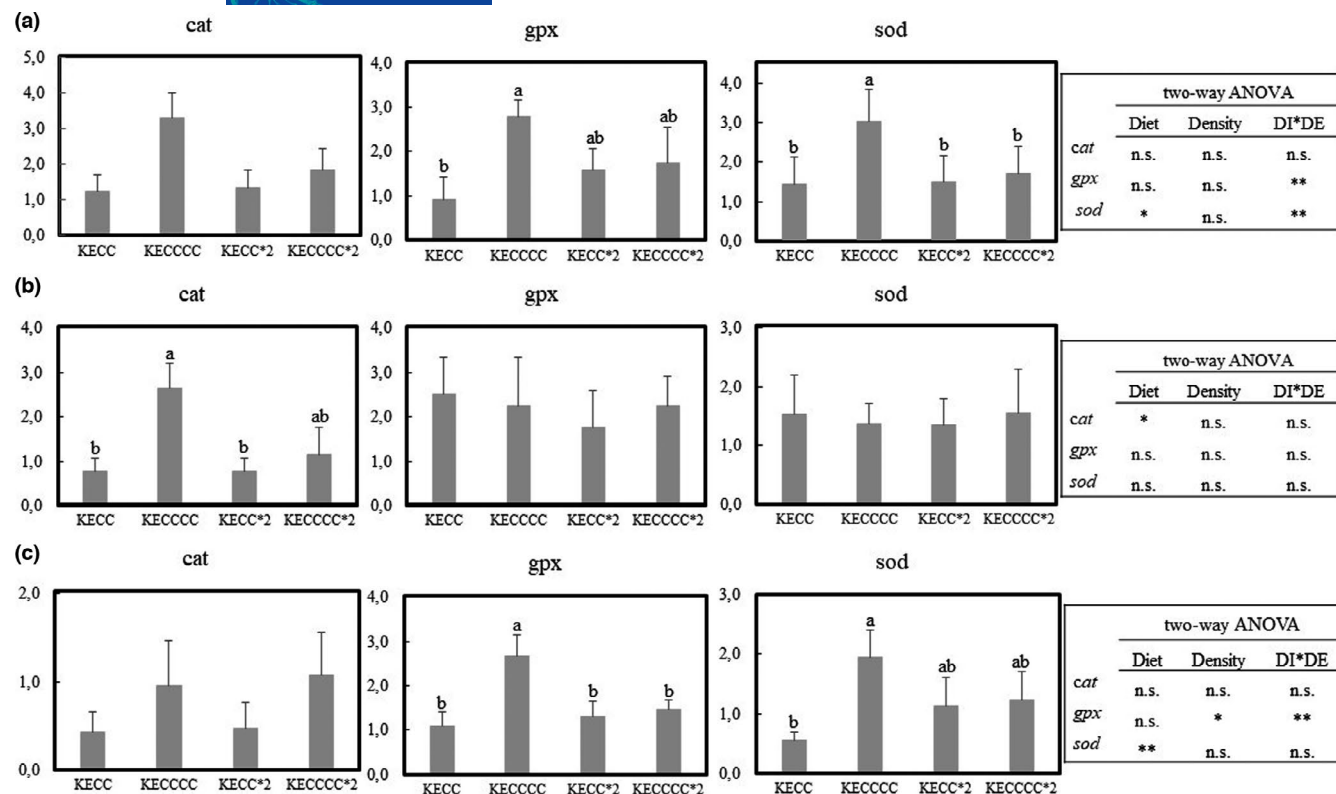 (a)
cat
5,0
4,0
3,0
2,0
1,0
0,0
KECC KECCCC KECC*2 KECCCC*2
gpx
4,0
3,0
2,0
1,0
0,0
b a ab ab
KECC KECCCC KECC*2 KECCCC*2
sod
4,0
3,0
2,0
1,0
0,0
b a b b
KECC KECCCC KECC*2 KECCCC*2
two-way ANOVA
Diet Density DI*DE
cat n.s. n.s. n.s.
gpx n.s. n.s. **
sod * n.s. **
(b)
cat
4,0
3,0
2,0
1,0
0,0
b a b ab
KECC KECCCC KECC*2 KECCCC*2
gpx
4,0
3,0
2,0
1,0
0,0
KECC KECCCC KECC*2 KECCCC*2
sod
3,0
2,0
1,0
0,0
KECC KECCCC KECC*2 KECCCC*2
two-way ANOVA
Diet Density DI*DE
cat * n.s. n.s.
gpx n.s. n.s. n.s.
sod n.s. n.s. n.s.
(c)
cat
2,0
1,0
0,0
KECC KECCCC KECC*2 KECCCC*2
gpx
4,0
3,0
2,0
1,0
0,0
b a b b
KECC KECCCC KECC*2 KECCCC*2
sod
3,0
2,0
1,0
0,0
b a ab ab
KECC KECCCC KECC*2 KECCCC*2
two-way ANOVA
Diet Density DI*DE
cat n.s. n.s. n.s.
gpx n.s. * **
sod ** n.s. n.s.